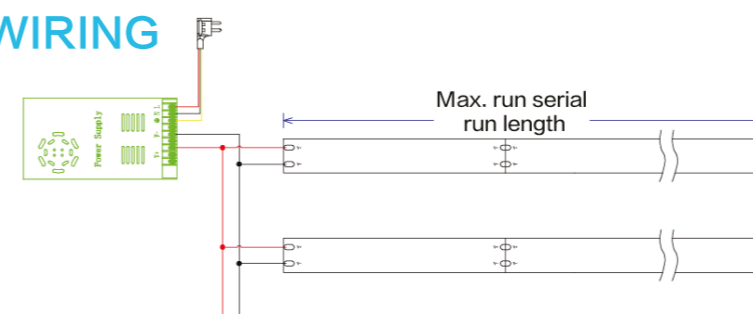 WIRING
Max. run serial
run length
Power Supply
L
N
V-
V+